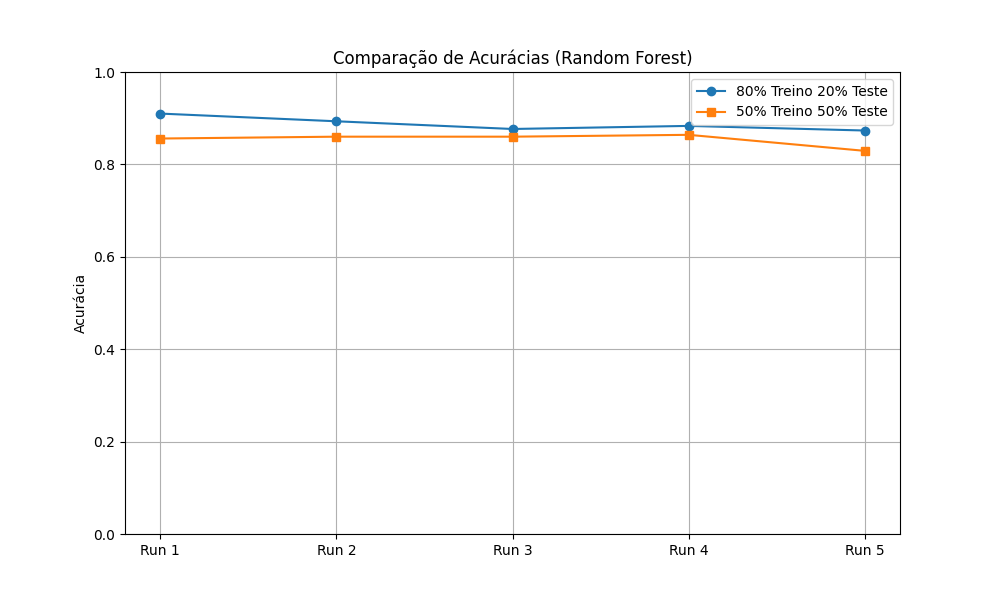 Comparação de Acurácias (Random Forest)
80% Treino 20% Teste
50% Treino 50% Teste
Acurácia
1.0
0.8
0.6
0.4
0.2
0.0
Run 1
Run 2
Run 3
Run 4
Run 5